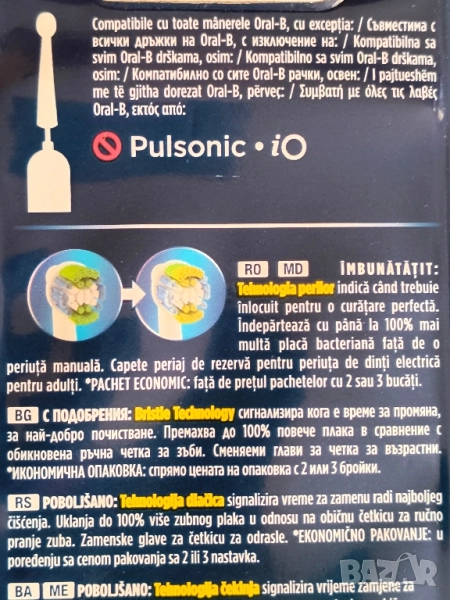 Compatibile cu toate mânerele Oral-B, cu excepția: / Съвместима с
всички дръжки на Oral-B, с изключение на: / Kompatibilna sa
svim Oral-B drškama, osim: / Kompatibilno sa svim Oral-B drškama,
osim: / Компатибилно со сите Oral-B рачки, освен: / I pajtueshëm
me të gjitha dorezat Oral-B, përveç: / Συμβατή με όλες τις λαβές
Oral-B, εκτός από:
Pulsonic • iO
RO MD ÎMBUNĂTĂȚIT:
Tehnologia perilor indică când trebuie
înlocuit pentru o curățare perfectă.
Îndepărtează cu până la 100% mai
multă placă bacteriană față de o
periuță manuală. Capete periaj de rezervă pentru periuța de dinți electrică
pentru adulți. *PACHET ECONOMIC: față de prețul pachetelor cu 2 sau 3 bucăți.
BG С ПОДОБРЕНИЯ: Bristle Technology сигнализира кога е време за промяна,
за най-добро почистване. Премахва до 100% повече плака в сравнение с
обикновена ръчна четка за зъби. Сменяеми глави за четка за възрастни.
*ИКОНОМИЧНА ОПАКОВКА: спрямо цената на опаковка с 2 или 3 бройки.
RS POBOLJŠANO: Tehnologija dlačica signalizira vreme za zamenu radi najboljeg
čišćenja. Uklanja do 100% više zubnog plaka u odnosu na običnu četkicu za ručno
pranje zuba. Zamenske glave za četkicu za odrasle. *EKONOMIČNO PAKOVANJE: u
poređenju sa cenom pakovanja sa 2 ili 3 nastavka.
BA ME POBOLJŠANO: Tehnologija čekinja signalizira vrijeme zamjene za
BAZAR